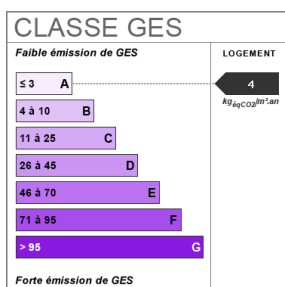 CLASSE GES
Faible émission de GES
LOGEMENT
≤ 3 A
4
kgéqCO2/m².an
4 à 10 B
11 à 25 C
26 à 45 D
46 à 70 E
71 à 95 F
> 95 G
Forte émission de GES